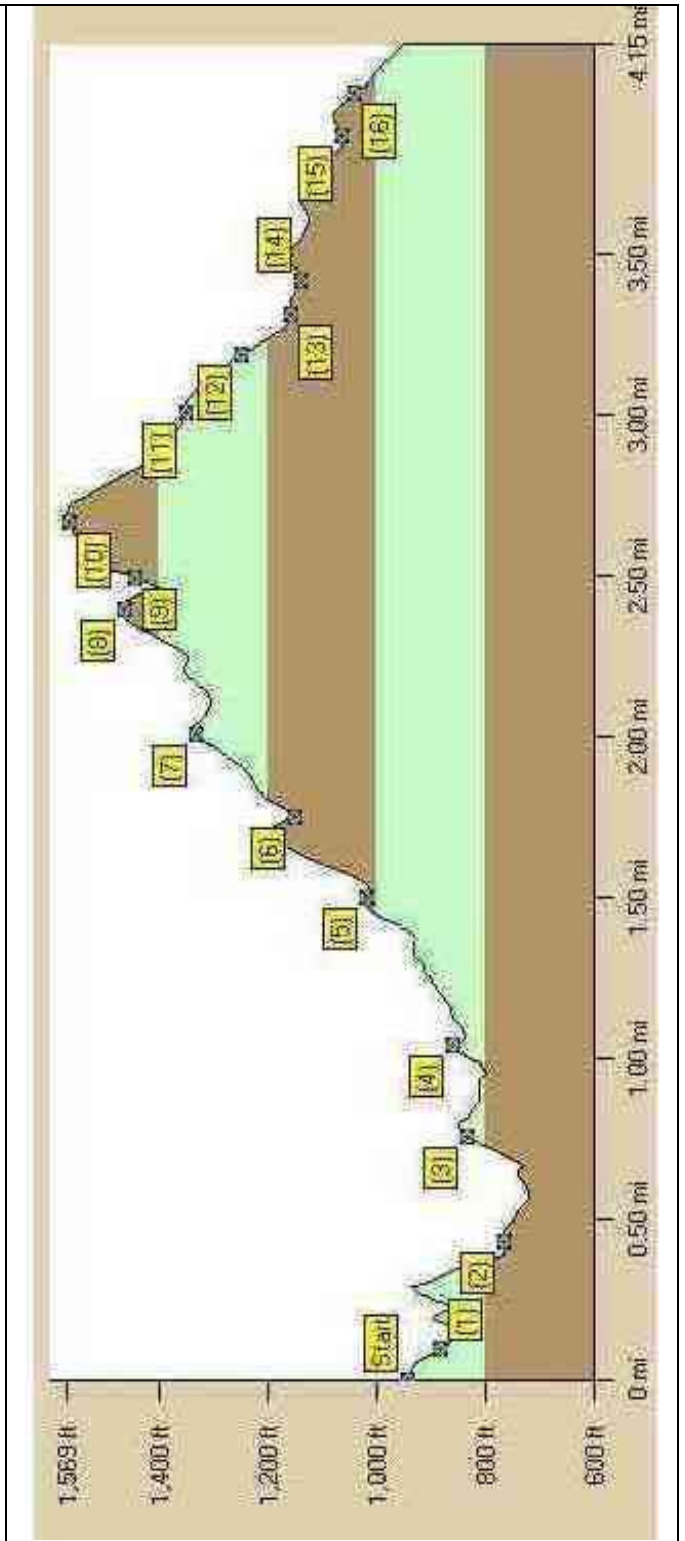 1,569 ft
1,400 ft
1,200 ft
1,000 ft
800 ft
600 ft
Start
(1)
(2)
(3)
(4)
(5)
(6)
(7)
(8)
(9)
(10)
(11)
(12)
(13)
(14)
(15)
(16)
0 mi
0.50 mi
1.00 mi
1.50 mi
2.00 mi
2.50 mi
3.00 mi
3.50 mi
4.15 mi